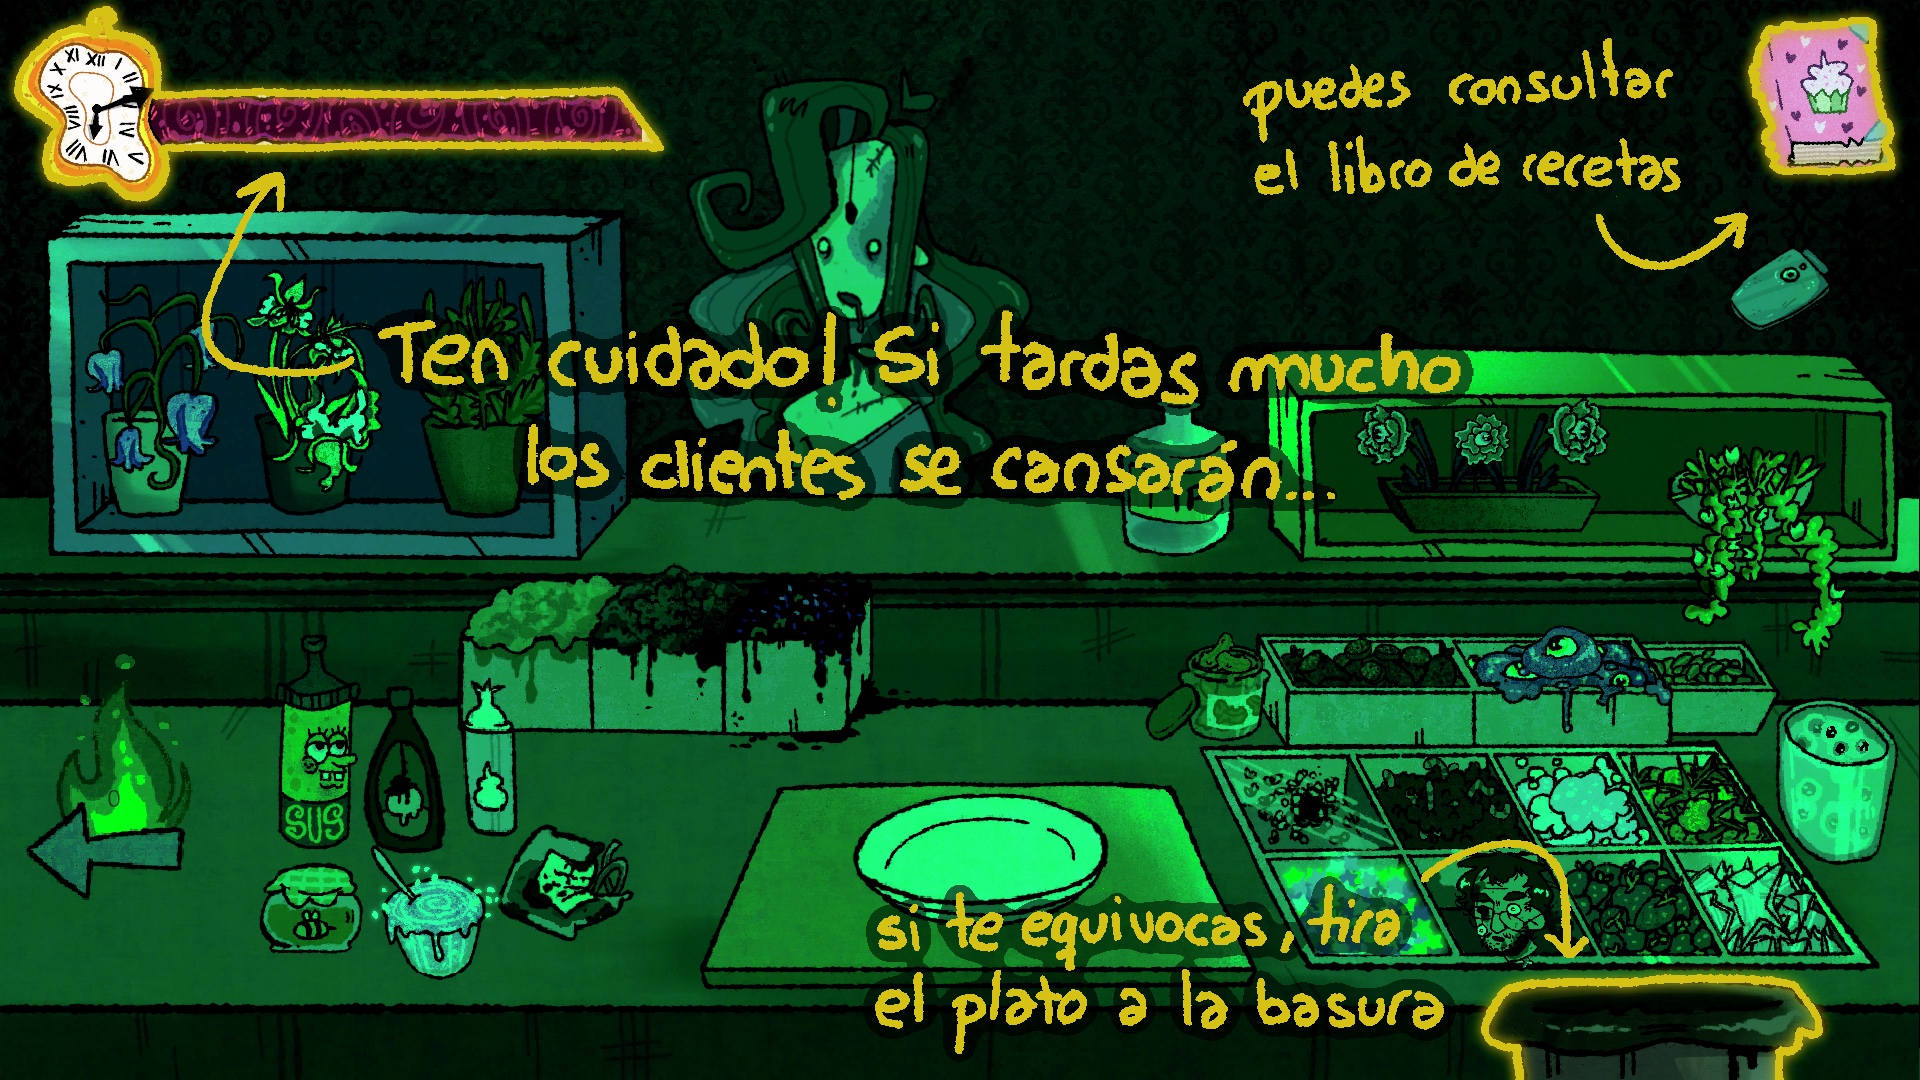 puedes consultar
el libro de recetas
Ten cuidado! Si tardas mucho
los clientes se cansarán...
SUS
si te equivocas, tira
el plato a la basura